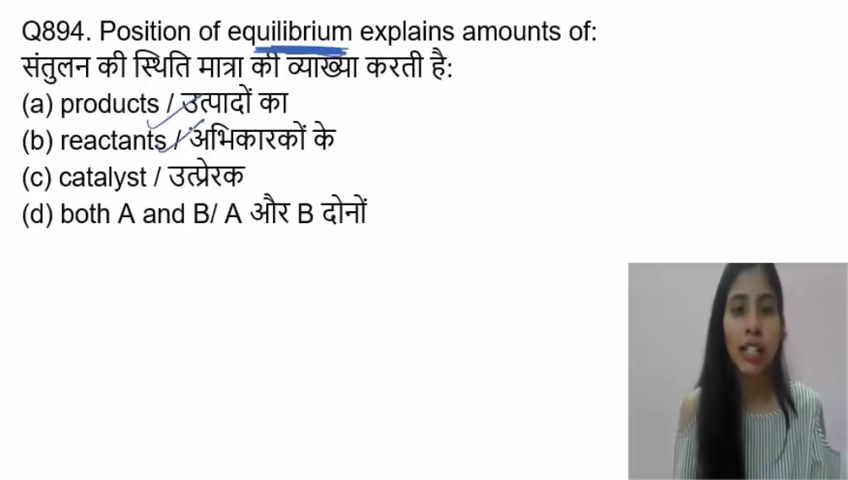 Q894. Position of equilibrium explains amounts of:
संतुलन की स्थिति मात्रा की व्याख्या करती है:
(a) products / उत्पादों का
(b) reactants / अभिकारकों के
(c) catalyst / उत्प्रेरक
(d) both A and B/ A और B दोनों